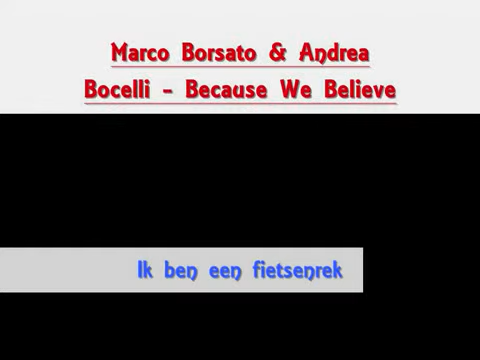 Marco Borsato & Andrea
Bocelli - Because We Believe
Ik ben een fietsenrek